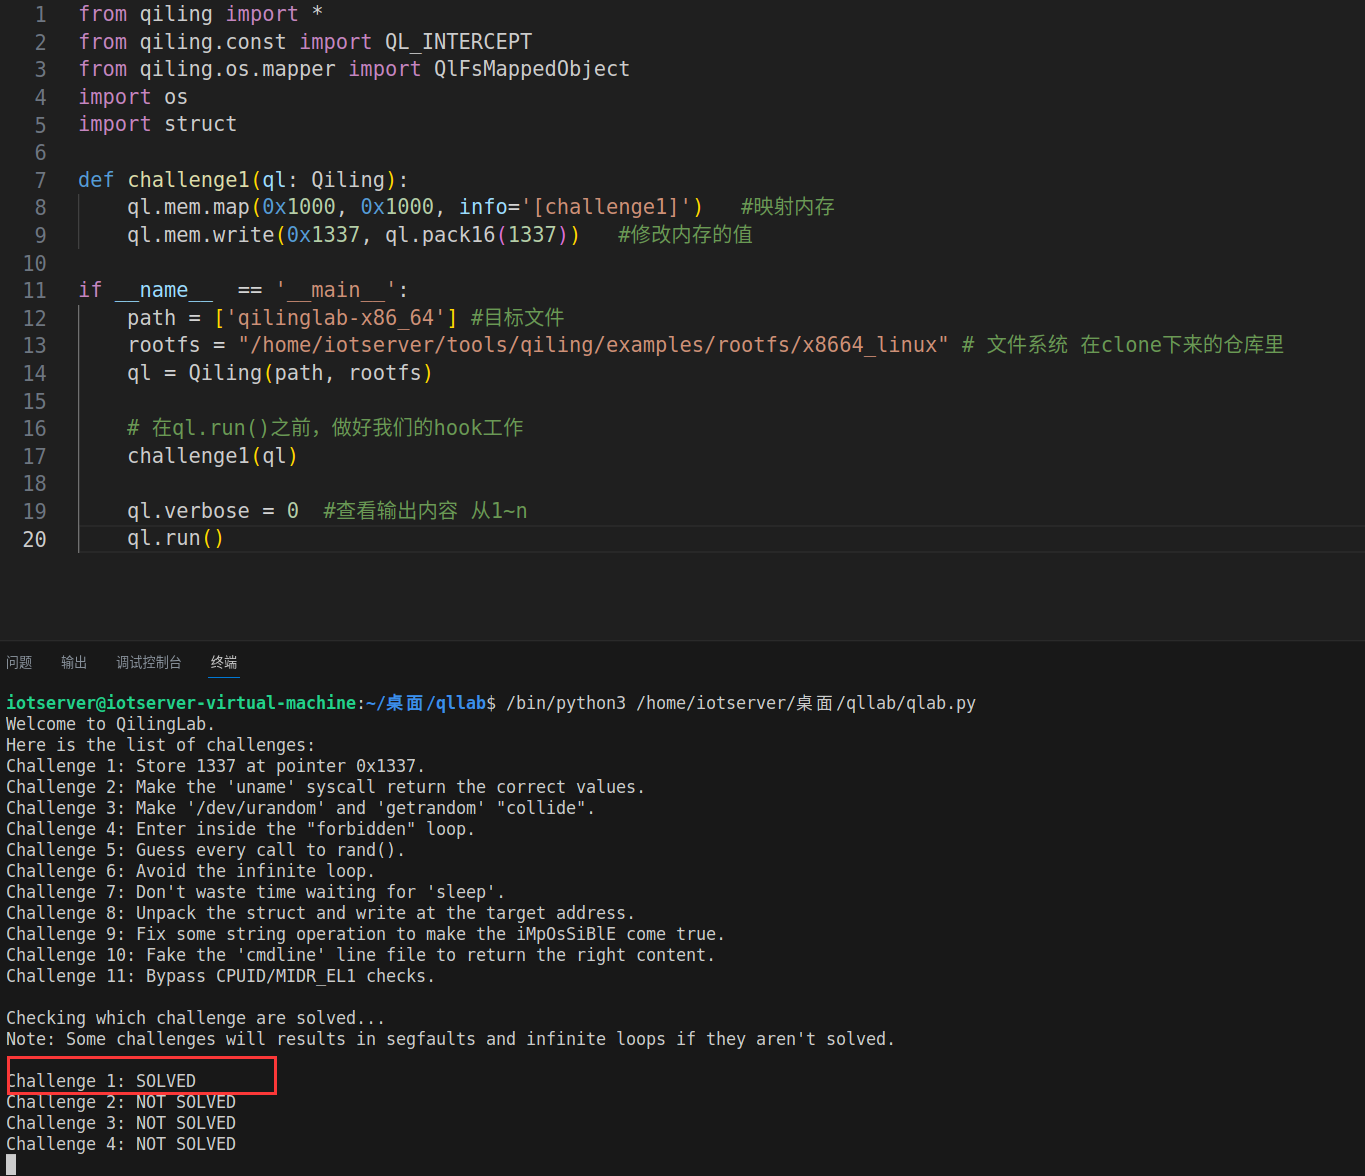 1 from qiling import *
2 from qiling.const import QL_INTERCEPT
3 from qiling.os.mapper import QlFsMappedObject
4 import os
5 import struct
6
7 def challenge1(ql: Qiling):
8 ql.mem.map(0x1000, 0x1000, info='[challenge1]') #映射内存
9 ql.mem.write(0x1337, ql.pack16(1337)) #修改内存的值
10
11 if __name__ == '__main__':
12 path = ['qilinglab-x86_64'] #目标文件
13 rootfs = "/home/iotserver/tools/qiling/examples/rootfs/x8664_linux" # 文件系统 在clone下来的仓库里
14 ql = Qiling(path, rootfs)
15
16 # 在ql.run()之前，做好我们的hook工作
17 challenge1(ql)
18
19 ql.verbose = 0 #查看输出内容 从1~n
20 ql.run()
问题 输出 调试控制台 终端
iotserver@iotserver-virtual-machine:~/桌面/qllab$ /bin/python3 /home/iotserver/桌面/qllab/qlab.py
Welcome to QilingLab.
Here is the list of challenges:
Challenge 1: Store 1337 at pointer 0x1337.
Challenge 2: Make the 'uname' syscall return the correct values.
Challenge 3: Make '/dev/urandom' and 'getrandom' "collide".
Challenge 4: Enter inside the "forbidden" loop.
Challenge 5: Guess every call to rand().
Challenge 6: Avoid the infinite loop.
Challenge 7: Don't waste time waiting for 'sleep'.
Challenge 8: Unpack the struct and write at the target address.
Challenge 9: Fix some string operation to make the iMpOsSiBlE come true.
Challenge 10: Fake the 'cmdline' line file to return the right content.
Challenge 11: Bypass CPUID/MIDR_EL1 checks.
Checking which challenge are solved...
Note: Some challenges will results in segfaults and infinite loops if they aren't solved.
Challenge 1: SOLVED
Challenge 2: NOT SOLVED
Challenge 3: NOT SOLVED
Challenge 4: NOT SOLVED